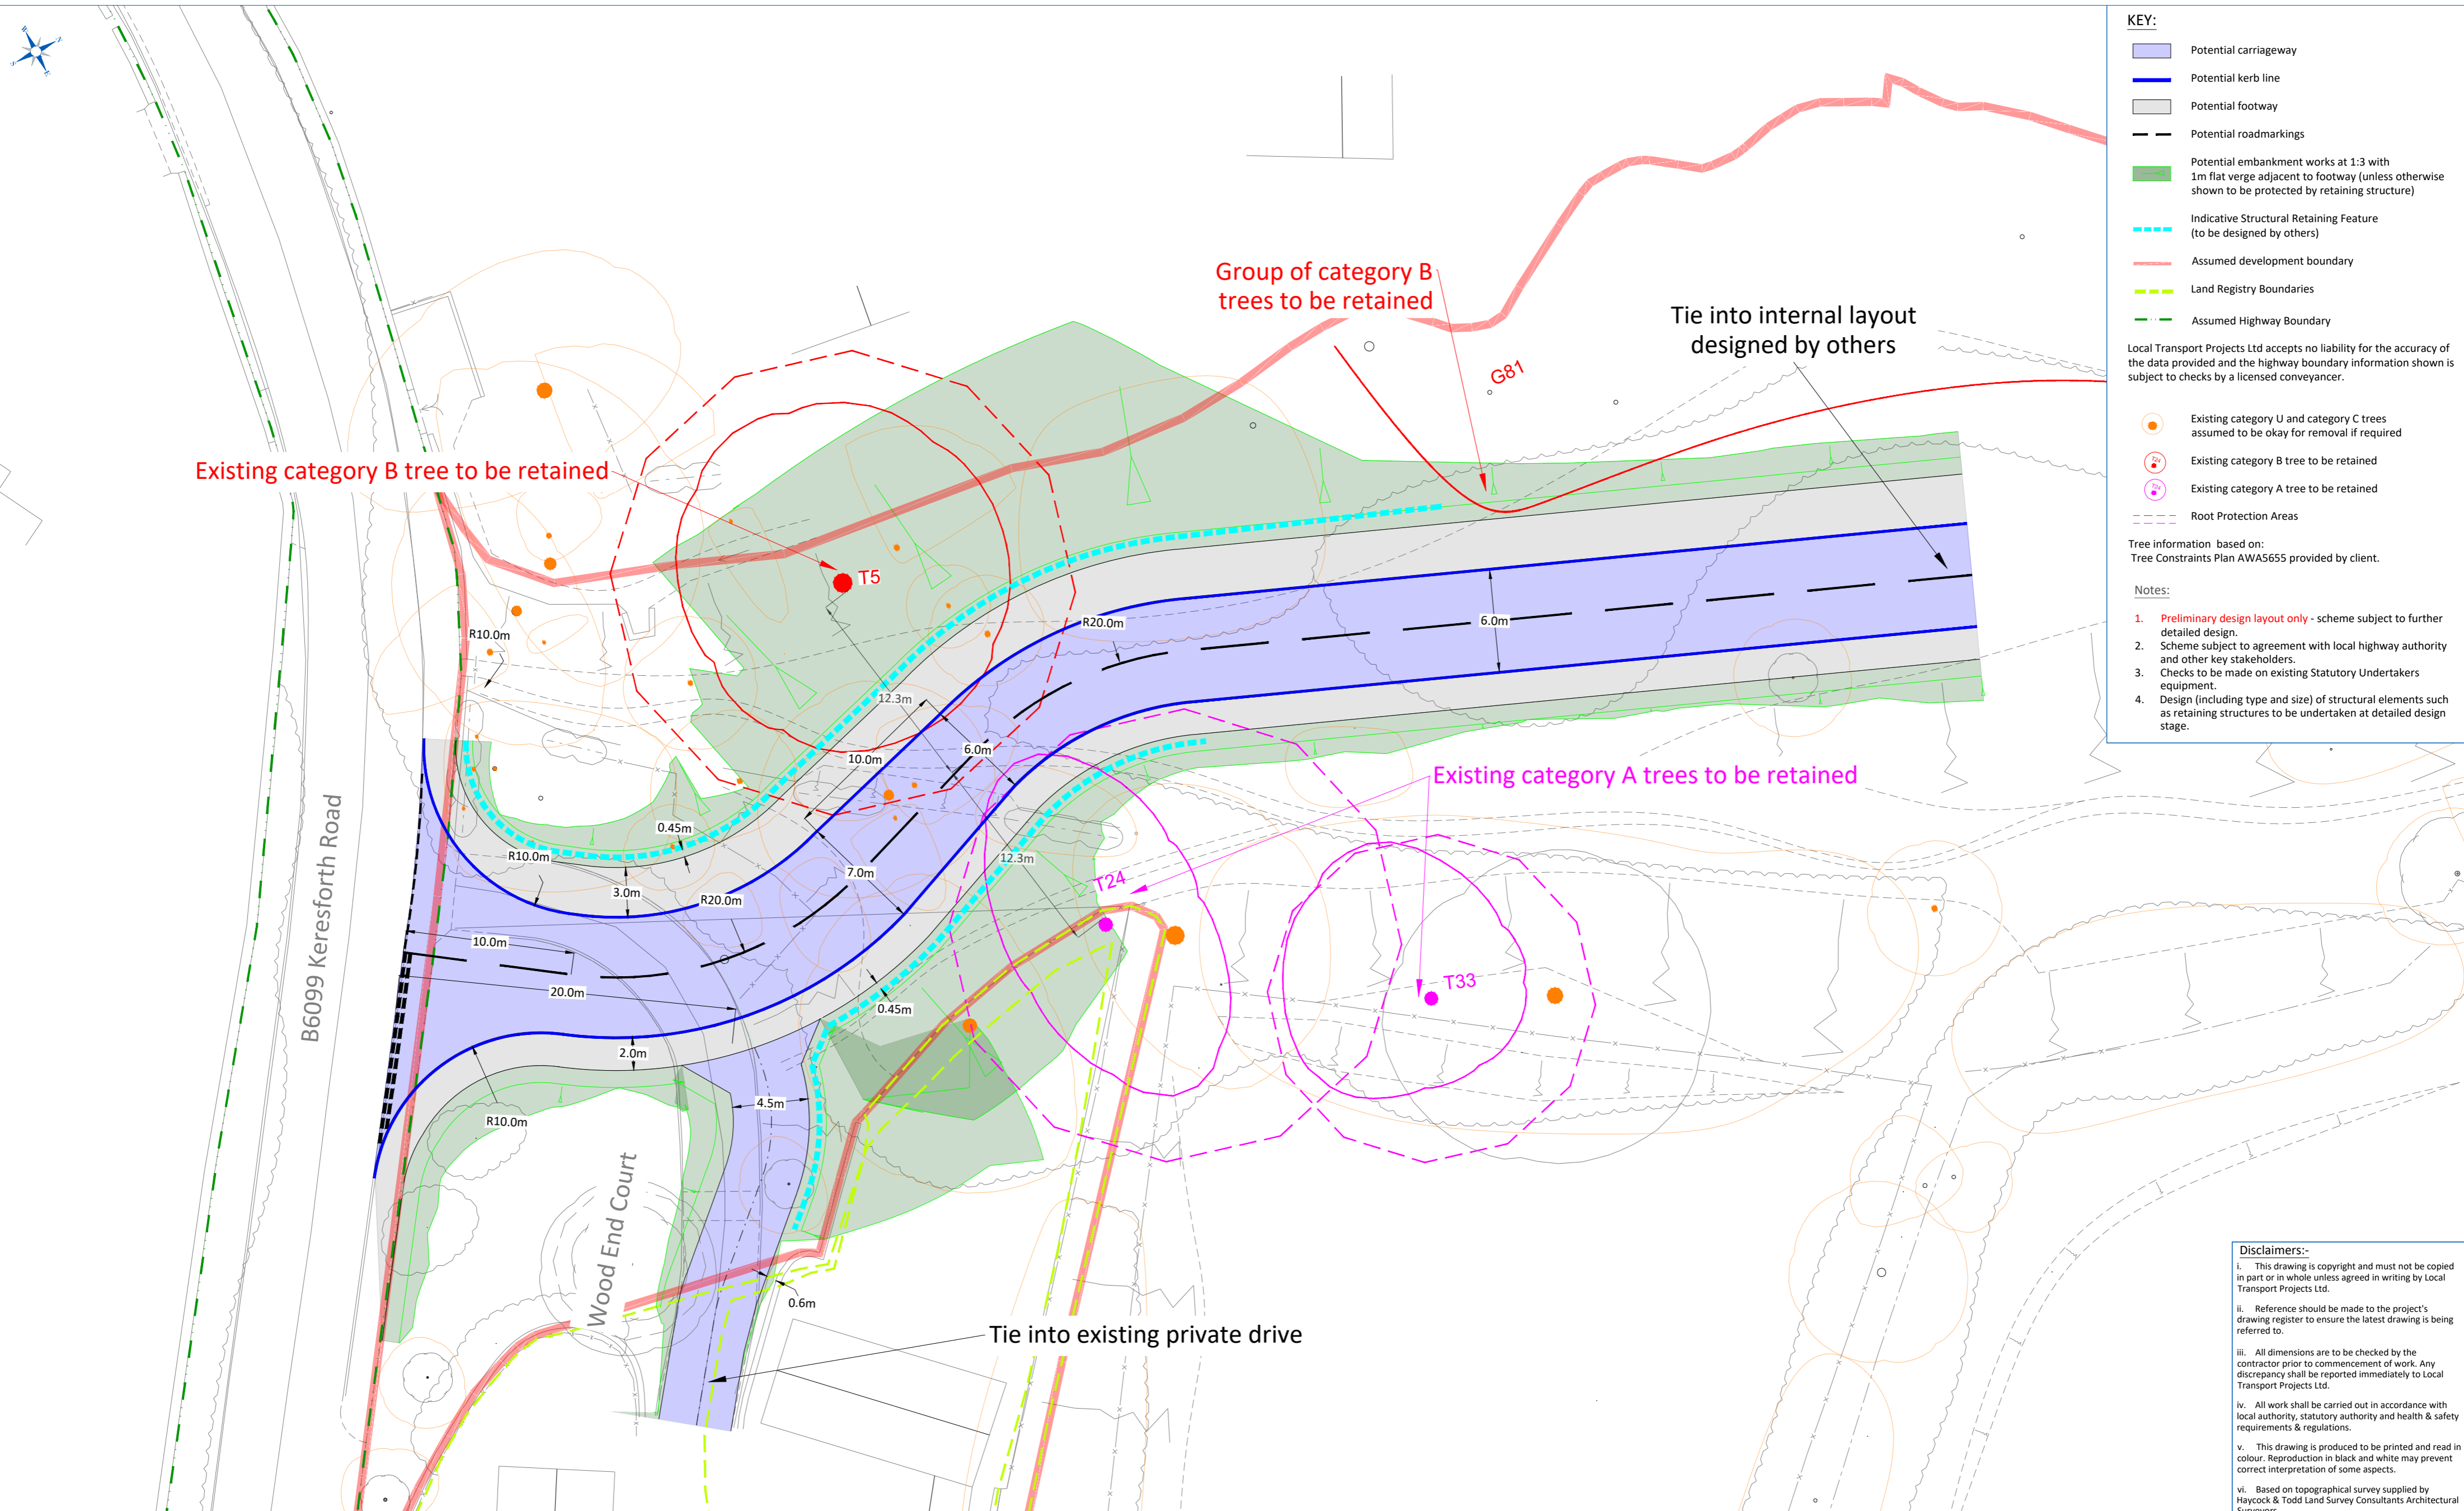 KEY:
Potential carriageway
Potential kerb line
Potential footway
Potential roadmarkings
Potential embankment works at 1:3 with
1m flat verge adjacent to footway (unless otherwise
shown to be protected by retaining structure)
Indicative Structural Retaining Feature
(to be designed by others)
Assumed development boundary
Land Registry Boundaries
Assumed Highway Boundary
Local Transport Projects Ltd accepts no liability for the accuracy of
the data provided and the highway boundary information shown is
subject to checks by a licensed conveyancer.
Existing category U and category C trees
assumed to be okay for removal if required
T24
Existing category B tree to be retained
T24
Existing category A tree to be retained
Root Protection Areas
Tree information based on:
Tree Constraints Plan AWA5655 provided by client.
Notes:
1. Preliminary design layout only - scheme subject to further
detailed design.
2. Scheme subject to agreement with local highway authority
and other key stakeholders.
3. Checks to be made on existing Statutory Undertakers
equipment.
4. Design (including type and size) of structural elements such
as retaining structures to be undertaken at detailed design
stage.
Group of category B
trees to be retained
G81
Tie into internal layout
designed by others
Existing category B tree to be retained
T5
R10.0m
R20.0m
6.0m
12.3m
6.0m
10.0m
Existing category A trees to be retained
0.45m
R10.0m
3.0m
R20.0m
7.0m
12.3m
T24
10.0m
20.0m
0.45m
T33
2.0m
4.5m
R10.0m
B6099 Keresforth Road
Wood End Court
0.6m
Tie into existing private drive
Disclaimers:-
i. This drawing is copyright and must not be copied
in part or in whole unless agreed in writing by Local
Transport Projects Ltd.
ii. Reference should be made to the project's
drawing register to ensure the latest drawing is being
referred to.
iii. All dimensions are to be checked by the
contractor prior to commencement of work. Any
discrepancy shall be reported immediately to Local
Transport Projects Ltd.
iv. All work shall be carried out in accordance with
local authority, statutory authority and health & safety
requirements & regulations.
v. This drawing is produced to be printed and read in
colour. Reproduction in black and white may prevent
correct interpretation of some aspects.
vi. Based on topographical survey supplied by
Haycock & Todd Land Survey Consultants Architectural